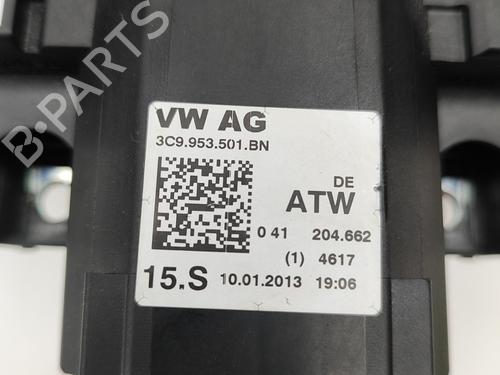 VW AG
3C9.953.501.BN
DE
ATW
0 41 204.662
(1) 4617
15.S 10.01.2013 19:06
B-PARTS